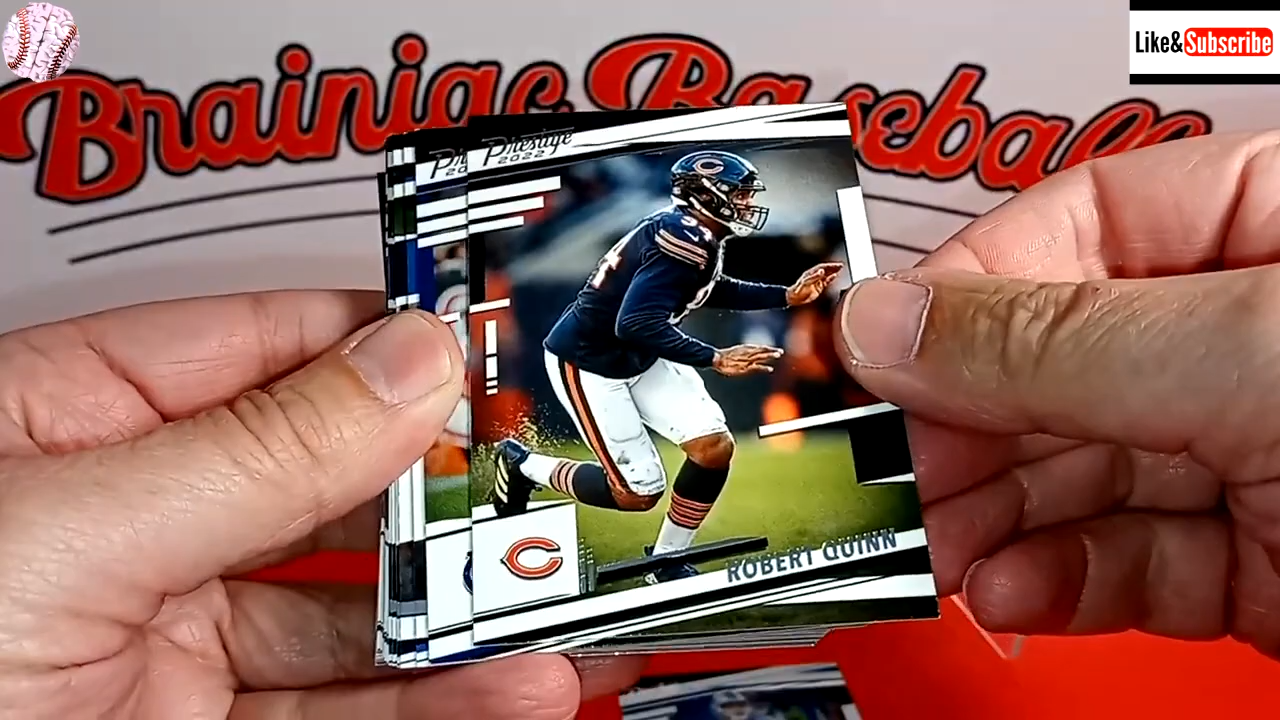 Like&Subscribe
Brainiac Baseball
Prestige
2022
ROBERT QUINN